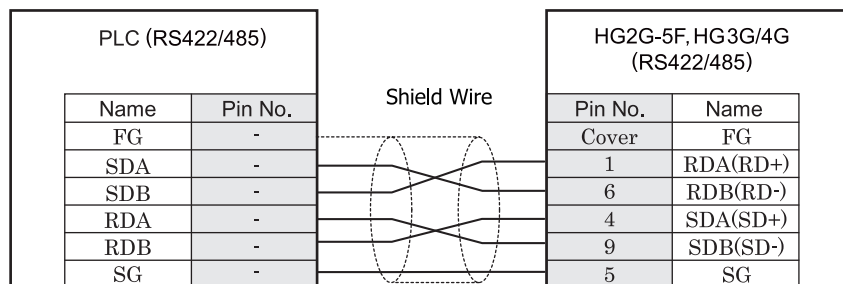 PLC (RS422/485)
HG2G-5F, HG3G/4G
(RS422/485)
Shield Wire
Name Pin No. Pin No. Name
FG - Cover FG
SDA - 1 RDA(RD+)
SDB - 6 RDB(RD-)
RDA - 4 SDA(SD+)
RDB - 9 SDB(SD-)
SG - 5 SG